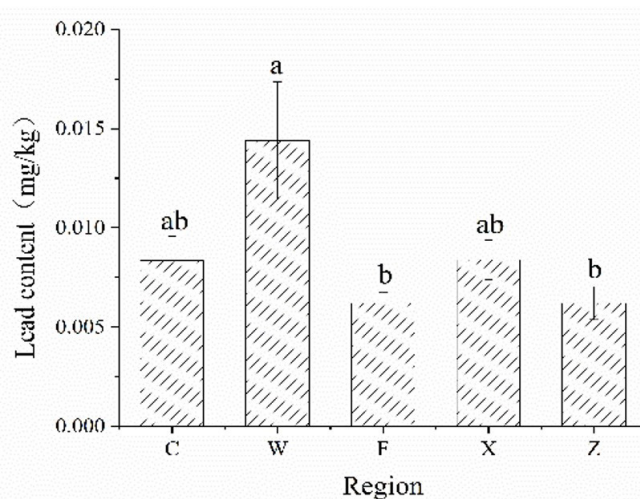 0.020
a
0.015
ab
ab
0.010
b
b
0.005
0.000
C
W
F
X
Z
Lead content（mg/kg）
Region